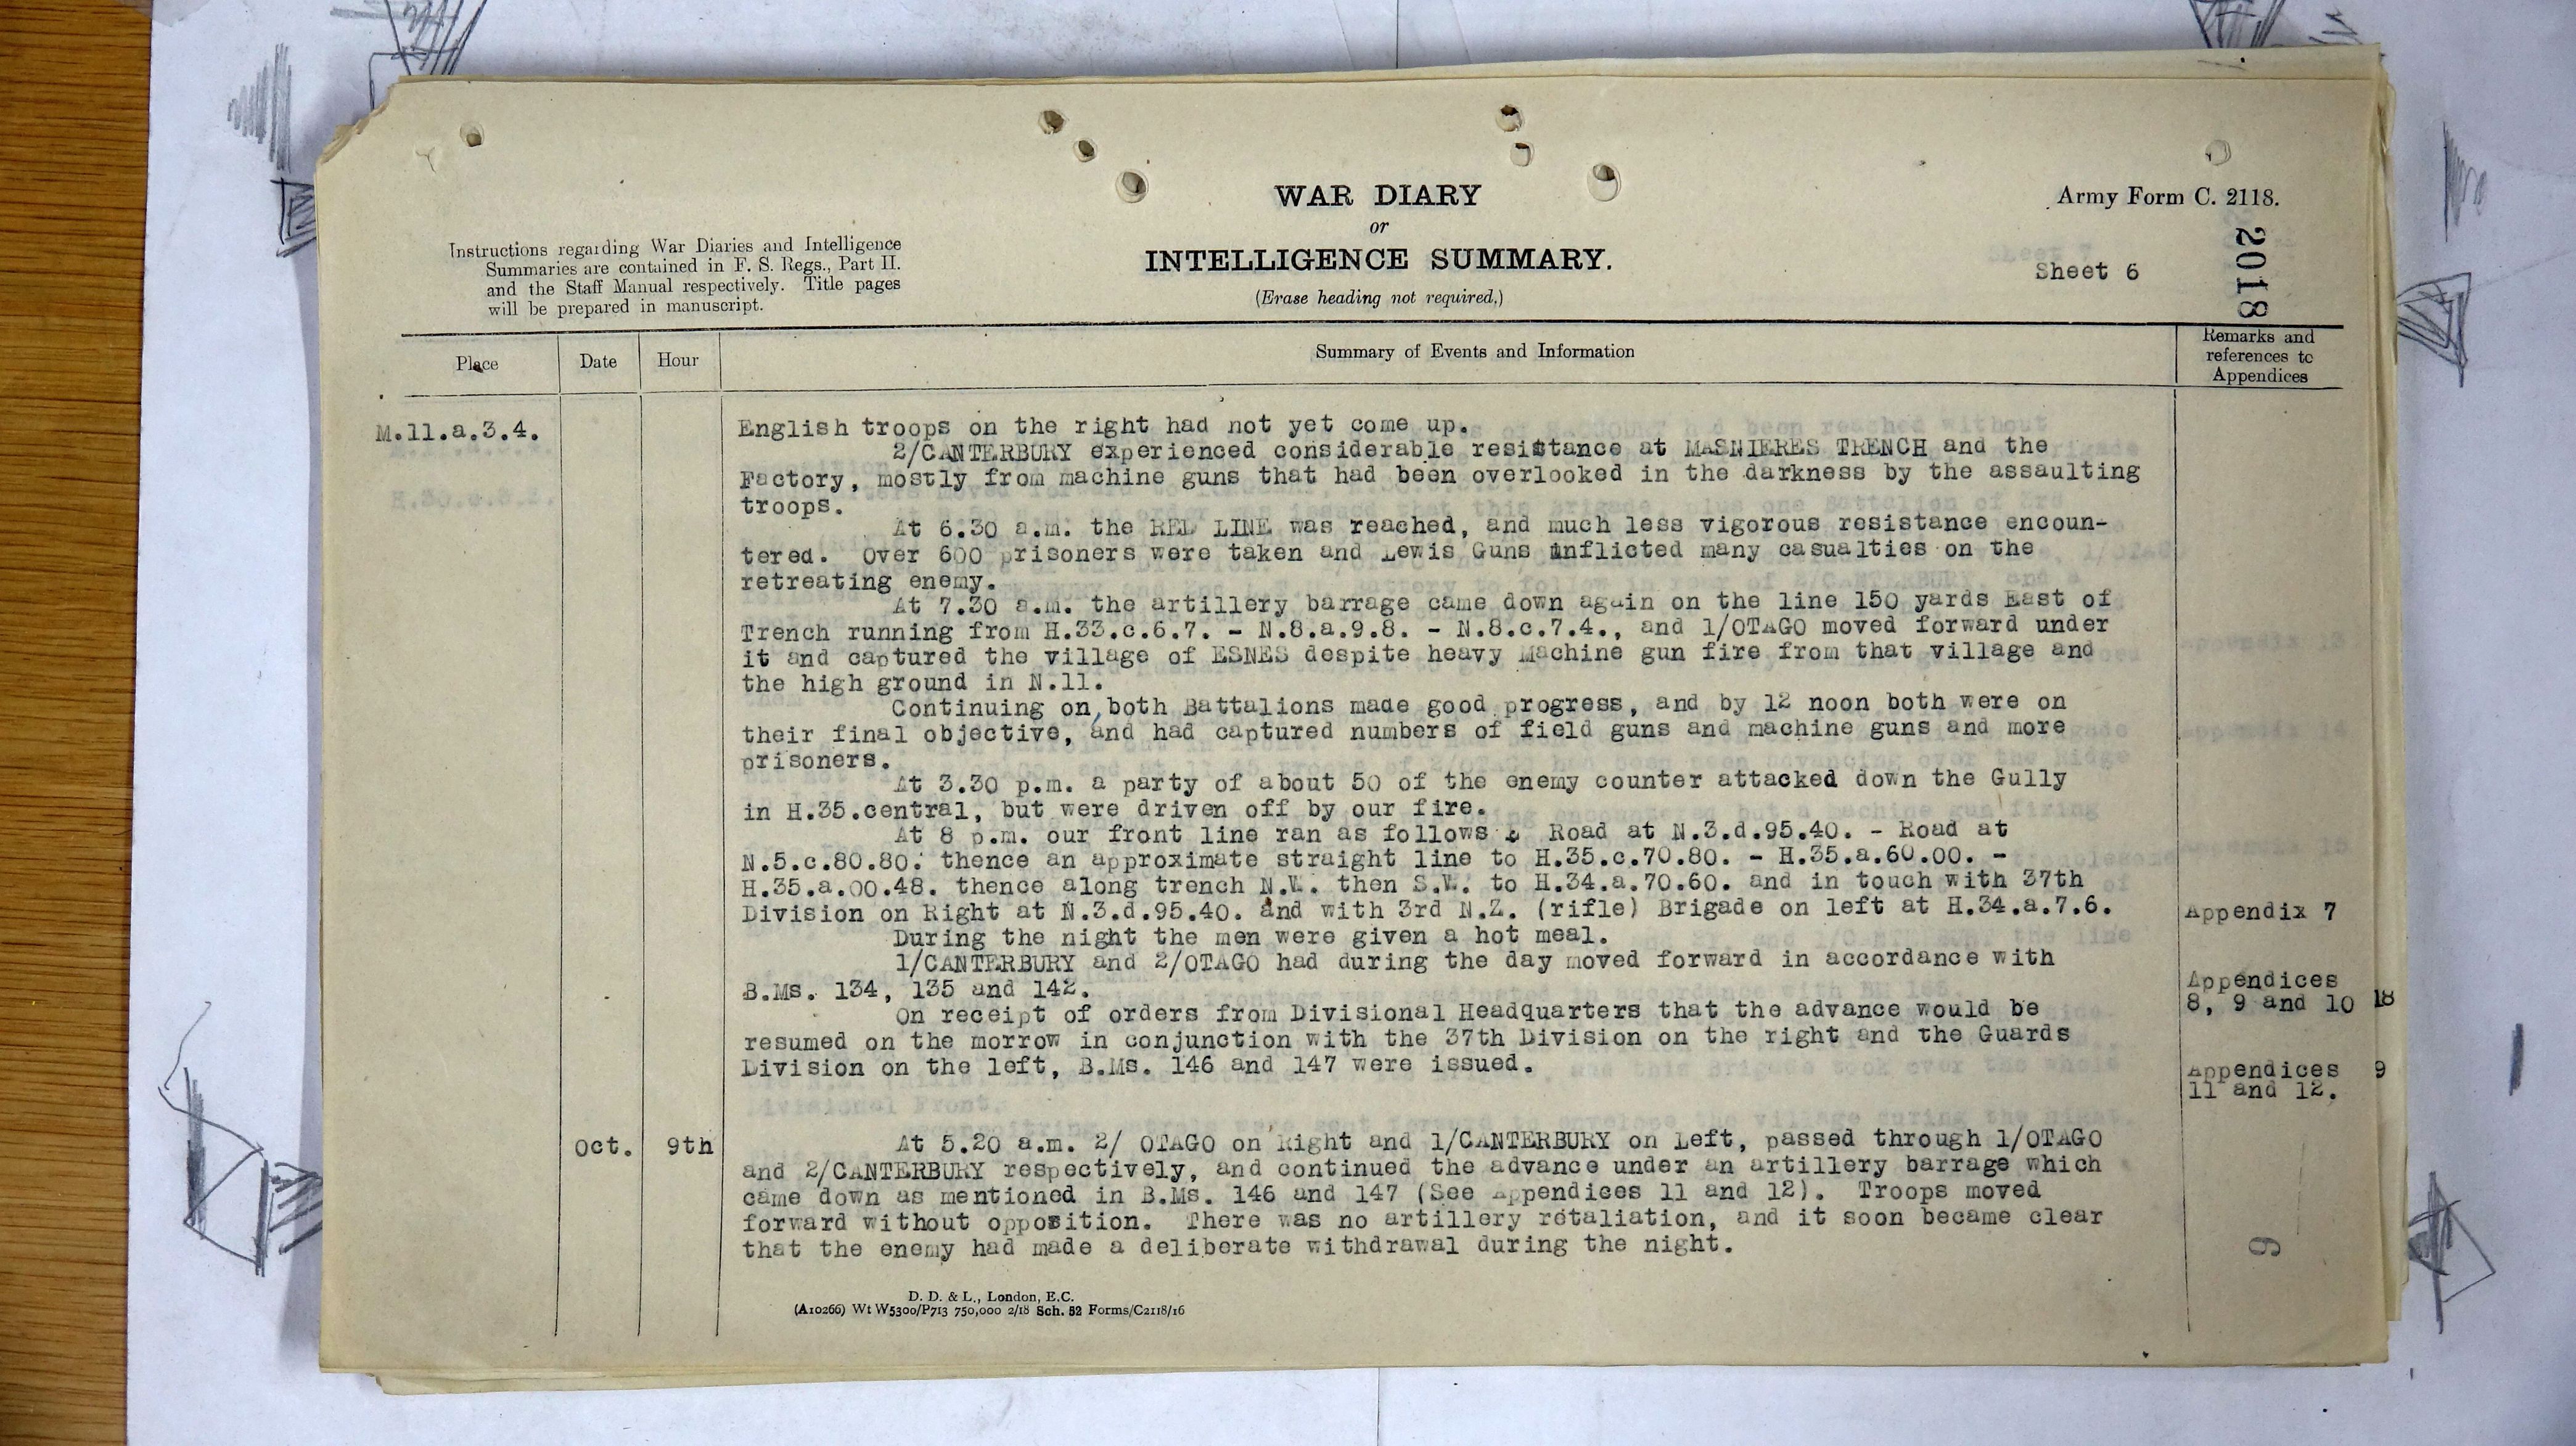 WAR DIARY
or
INTELLIGENCE SUMMARY.
(Erase heading not required.)
Army Form C. 2118.
Sheet 6
2018
Instructions regarding War Diaries and Intelligence
Summaries are contained in F. S. Regs., Part II.
and the Staff Manual respectively. Title pages
will be prepared in manuscript.
Place
Date
Hour
Summary of Events and Information
Remarks and
references to
Appendices
M.11.a.3.4.
English troops on the right had not yet come up.
2/CANTERBURY experienced considerable resistance at MASNIERES TRENCH and the
Factory, mostly from machine guns that had been overlooked in the darkness by the assaulting
troops.
At 6.30 a.m. the RED LINE was reached, and much less vigorous resistance encoun-
tered. Over 600 prisoners were taken and Lewis Guns inflicted many casualties on the
retreating enemy.
At 7.30 a.m. the artillery barrage came down again on the line 150 yards East of
Trench running from H.33.c.6.7. - N.8.a.9.8. - N.8.c.7.4., and 1/OTAGO moved forward under
it and captured the village of ESNES despite heavy Machine gun fire from that village and
the high ground in N.11.
Continuing on, both Battalions made good progress, and by 12 noon both were on
their final objective, and had captured numbers of field guns and machine guns and more
prisoners.
At 3.30 p.m. a party of about 50 of the enemy counter attacked down the Gully
in H.35.central, but were driven off by our fire.
At 8 p.m. our front line ran as follows : Road at N.3.d.95.40. - Road at
N.5.c.80.80. thence an approximate straight line to H.35.c.70.80. - H.35.a.60.00. -
H.35.a.00.48. thence along trench N.W. then S.W. to H.34.a.70.60. and in touch with 37th
Division on Right at N.3.d.95.40. and with 3rd N.Z. (rifle) Brigade on left at H.34.a.7.6.
Appendix 7
During the night the men were given a hot meal.
1/CANTERBURY and 2/OTAGO had during the day moved forward in accordance with
B.Ms. 134, 135 and 142.
Appendices
8, 9 and 10
18
On receipt of orders from Divisional Headquarters that the advance would be
resumed on the morrow in conjunction with the 37th Division on the right and the Guards
Division on the left, B.Ms. 146 and 147 were issued.
Appendices
9
11 and 12.
Oct.
9th
At 5.20 a.m. 2/ OTAGO on Right and 1/CANTERBURY on Left, passed through 1/OTAGO
and 2/CANTERBURY respectively, and continued the advance under an artillery barrage which
came down as mentioned in B.Ms. 146 and 147 (See Appendices 11 and 12). Troops moved
forward without opposition. There was no artillery retaliation, and it soon became clear
that the enemy had made a deliberate withdrawal during the night.
D. D. & L., London, E.C.
(A10266) Wt W5300/P713 750,000 2/18 Sch. 52 Forms/C2118/16